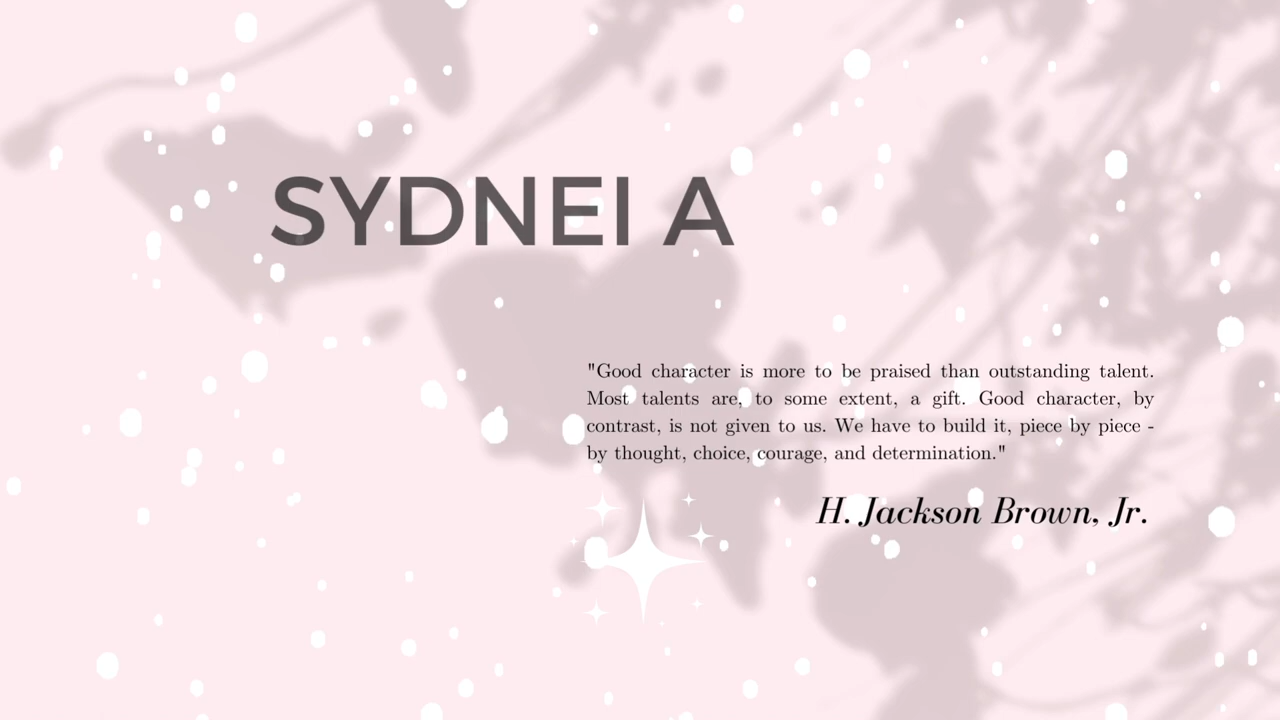 SYDNEI A
"Good character is more to be praised than outstanding talent.
Most talents are, to some extent, a gift. Good character, by
contrast, is not given to us. We have to build it, piece by piece -
by thought, choice, courage, and determination."
H. Jackson Brown, Jr.